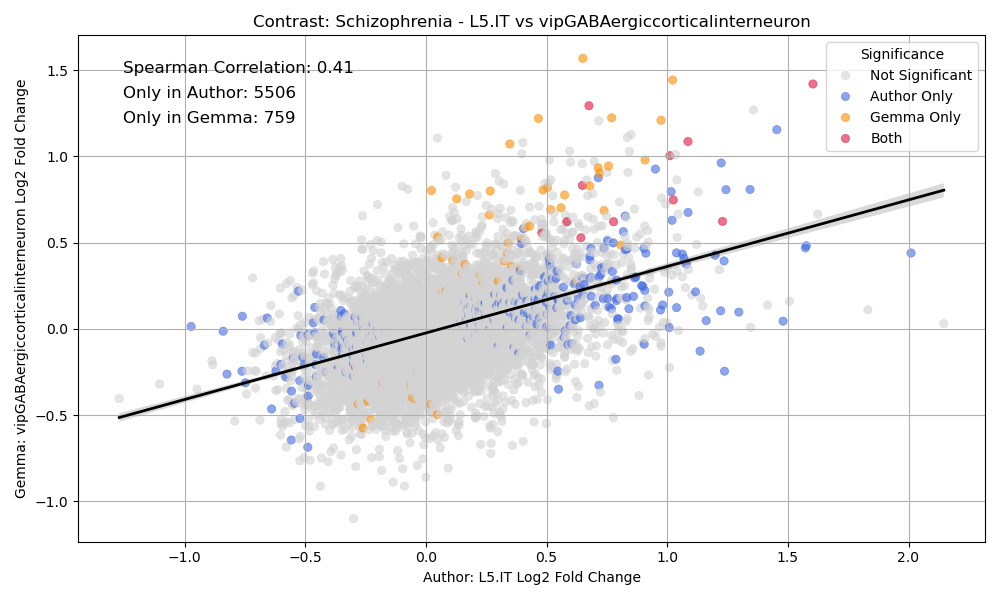 Contrast: Schizophrenia - L5.IT vs vipGABAergiccorticalinterneuron
Spearman Correlation: 0.41
Only in Author: 5506
Only in Gemma: 759
Significance
Not Significant
Author Only
Gemma Only
Both
Gemma: vipGABAergiccorticalinterneuron Log2 Fold Change
1.5
1.0
0.5
0.0
−0.5
−1.0
−1.0 −0.5 0.0 0.5 1.0 1.5 2.0
Author: L5.IT Log2 Fold Change